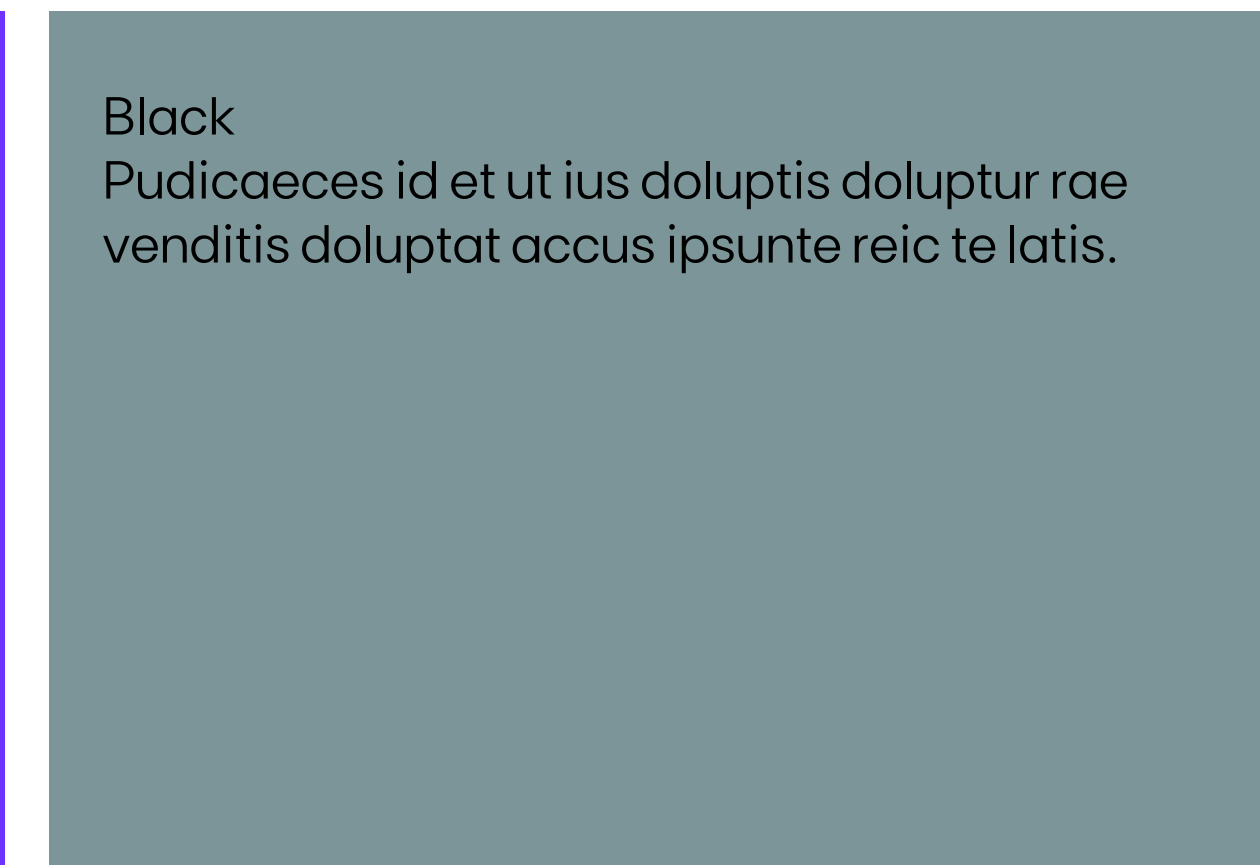 Black
Pudicaeces id et ut ius doluptis doluptur rae
venditis doluptat accus ipsunte reic te latis.